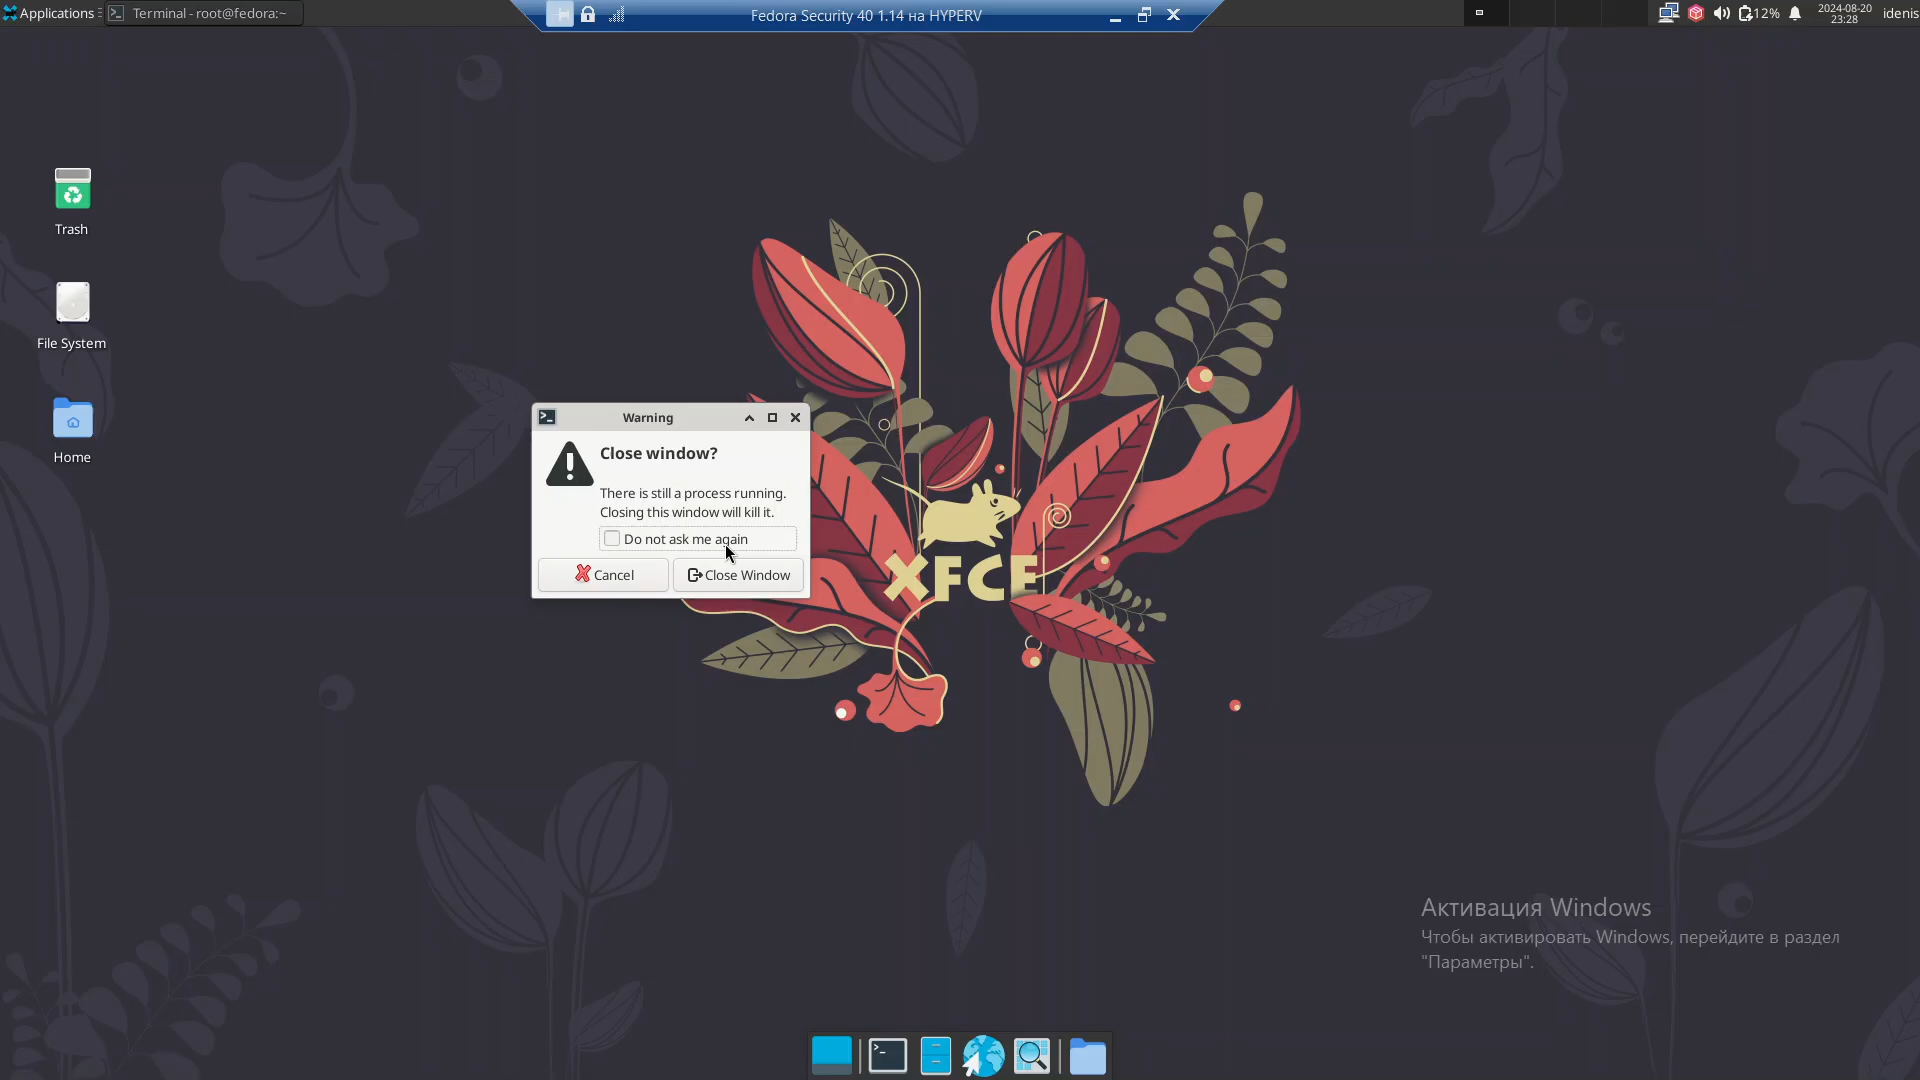 Applications
Terminal - root@fedora:~
Fedora Security 40 1.14 на HYPERV
12%
2024-08-20
23:28
idenis
Trash
File System
Home
Warning
Close window?
There is still a process running.
Closing this window will kill it.
Do not ask me again
Cancel
Close Window
XFCE
Активация Windows
Чтобы активировать Windows, перейдите в раздел
"Параметры".